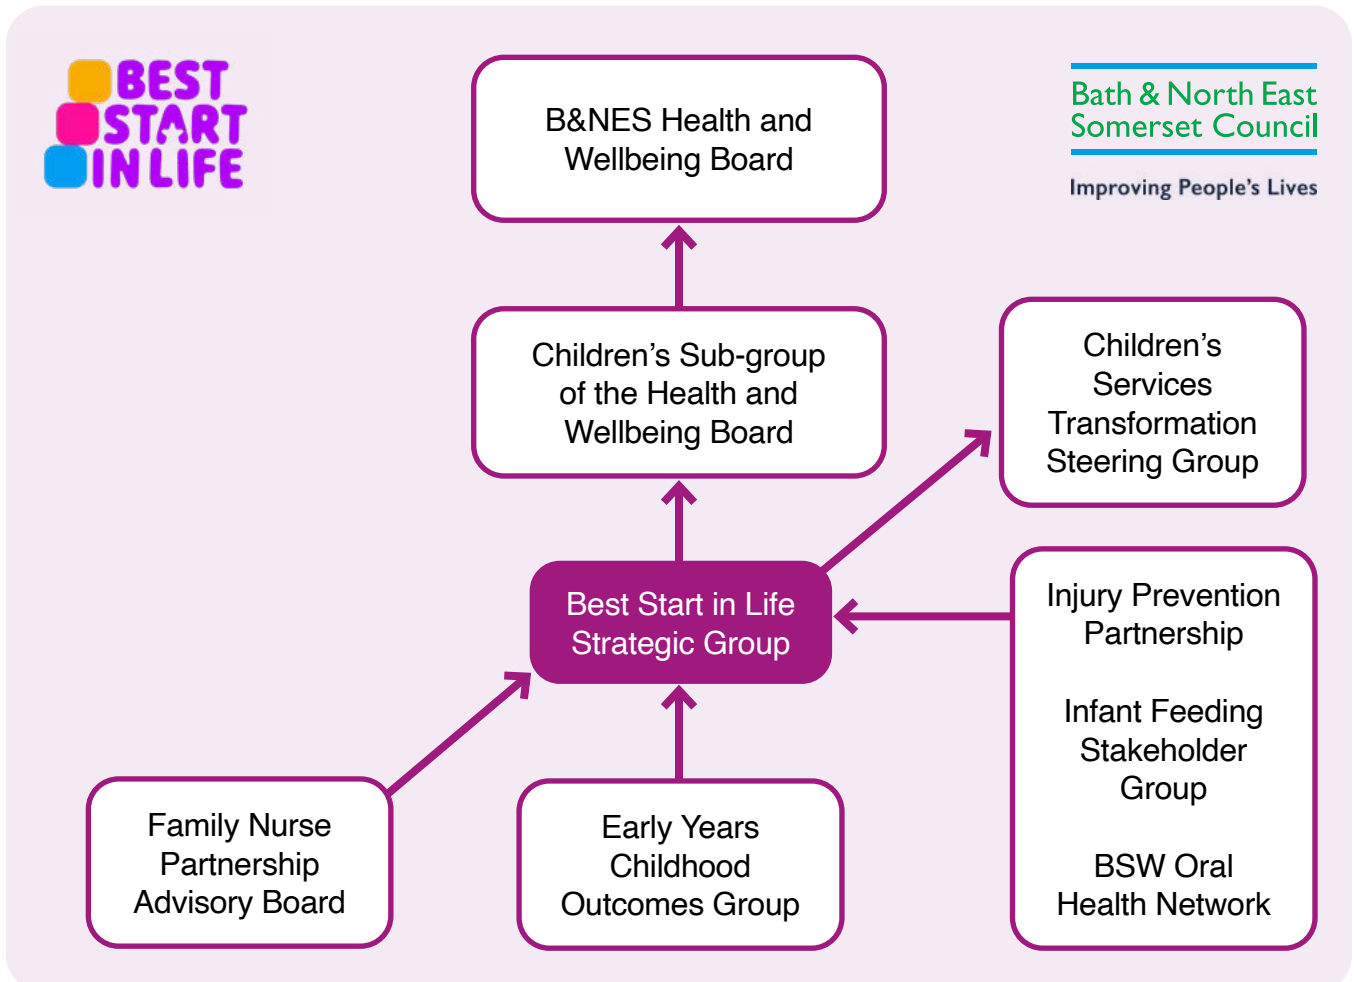 BEST
START
IN LIFE
B&NES Health and
Wellbeing Board
Bath & North East
Somerset Council
Improving People's Lives
Children's Sub-group
of the Health and
Wellbeing Board
Children's
Services
Transformation
Steering Group
Best Start in Life
Strategic Group
Injury Prevention
Partnership
Infant Feeding
Stakeholder
Group
BSW Oral
Health Network
Family Nurse
Partnership
Advisory Board
Early Years
Childhood
Outcomes Group